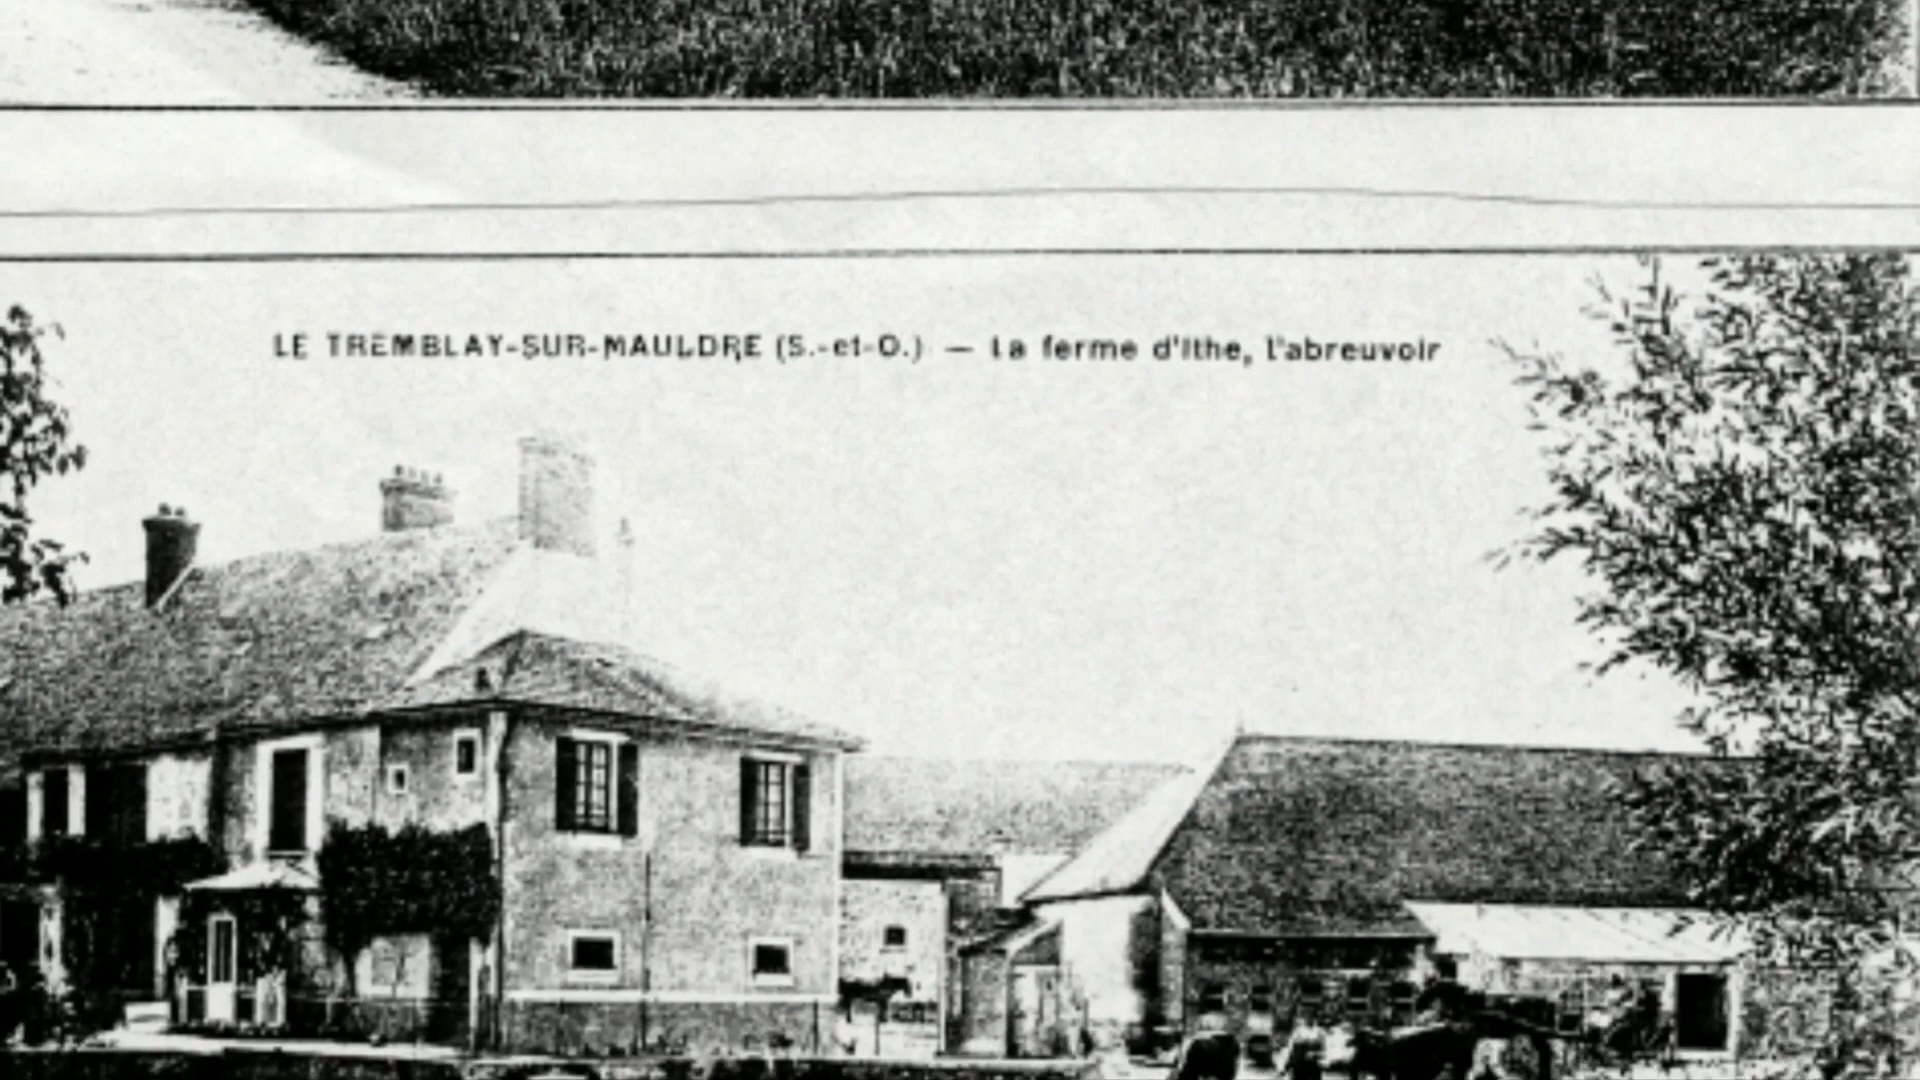 LE TREMBLAY-SUR-MAULDRE (S.-et-O.) — La ferme d'Ithe, l'abreuvoir